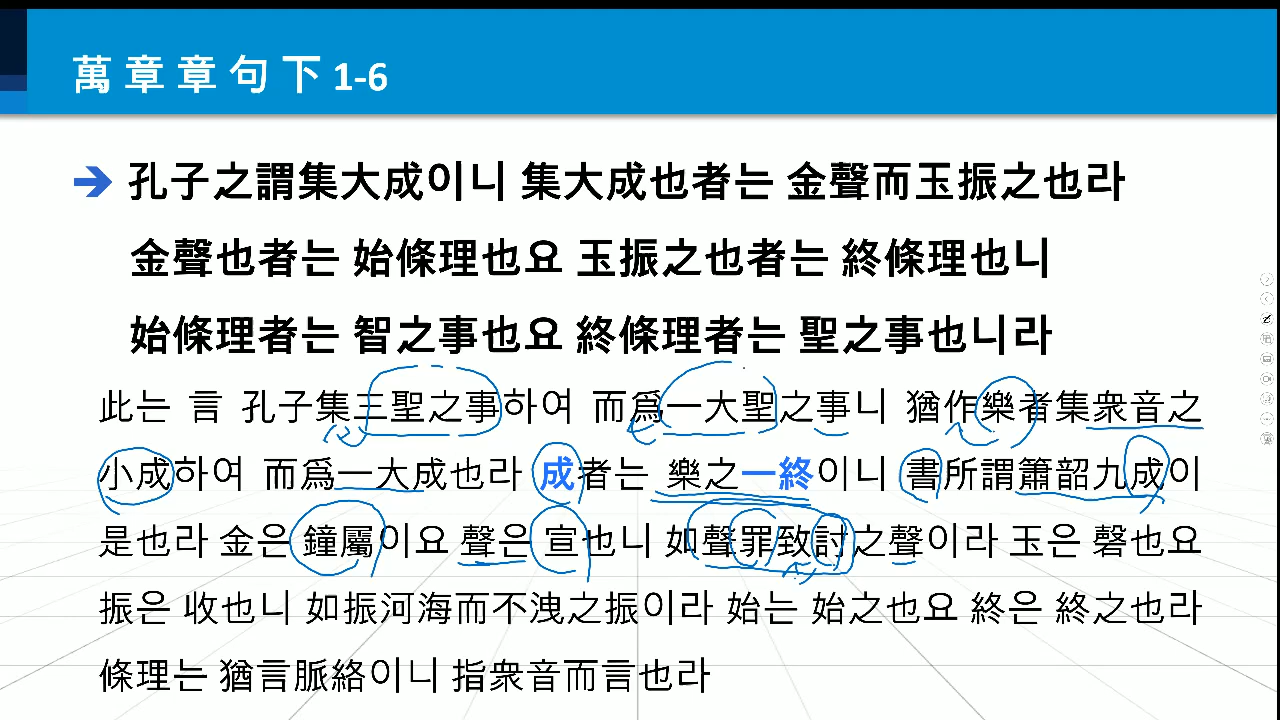 萬章章句下 1-6
孔子之謂集大成이니 集大成也者는 金聲而玉振之也라
金聲也者는 始條理也요 玉振之也者는 終條理也니
始條理者는 智之事也요 終條理者는 聖之事也니라
此는 言 孔子集三聖之事하여 而爲一大聖之事니 猶作樂者集衆音之
小成하여 而爲一大成也라 成者는 樂之一終이니 書所謂簫韶九成이
是也라 金은 鐘屬이요 聲은 宣也니 如聲罪致討之聲이라 玉은 磬也요
振은 收也니 如振河海而不洩之振이라 始는 始之也요 終은 終之也라
條理는 猶言脈絡이니 指衆音而言也라